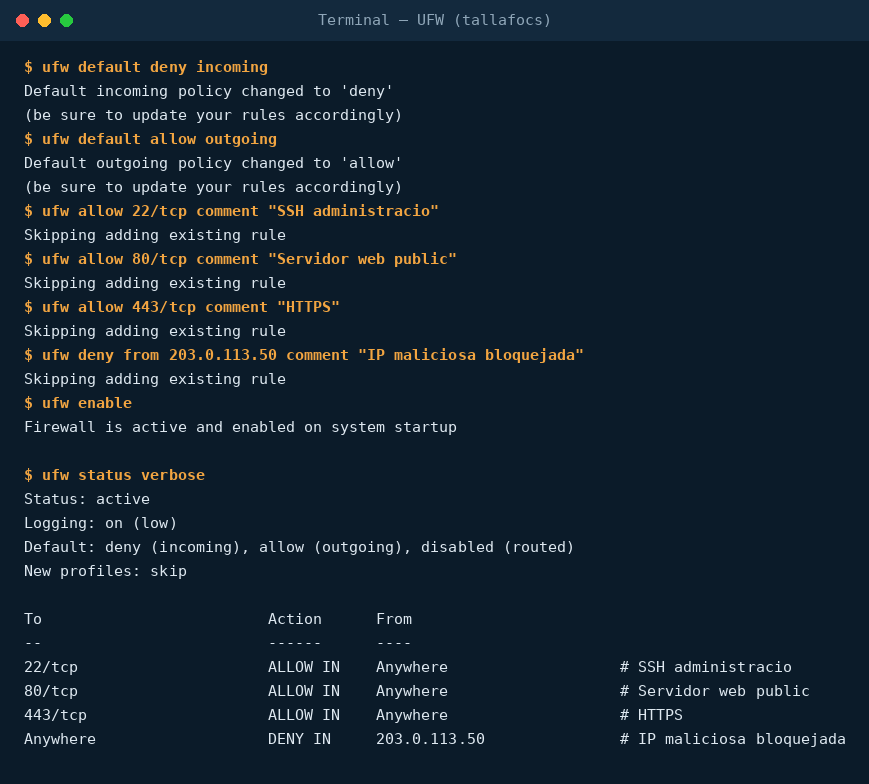 Terminal — UFW (tallafocs)
$ ufw default deny incoming
Default incoming policy changed to 'deny'
(be sure to update your rules accordingly)
$ ufw default allow outgoing
Default outgoing policy changed to 'allow'
(be sure to update your rules accordingly)
$ ufw allow 22/tcp comment "SSH administracio"
Skipping adding existing rule
$ ufw allow 80/tcp comment "Servidor web public"
Skipping adding existing rule
$ ufw allow 443/tcp comment "HTTPS"
Skipping adding existing rule
$ ufw deny from 203.0.113.50 comment "IP maliciosa bloquejada"
Skipping adding existing rule
$ ufw enable
Firewall is active and enabled on system startup
$ ufw status verbose
Status: active
Logging: on (low)
Default: deny (incoming), allow (outgoing), disabled (routed)
New profiles: skip
To                         Action      From
--                         ------      ----
22/tcp                     ALLOW IN    Anywhere                   # SSH administracio
80/tcp                     ALLOW IN    Anywhere                   # Servidor web public
443/tcp                    ALLOW IN    Anywhere                   # HTTPS
Anywhere                   DENY IN     203.0.113.50               # IP maliciosa bloquejada